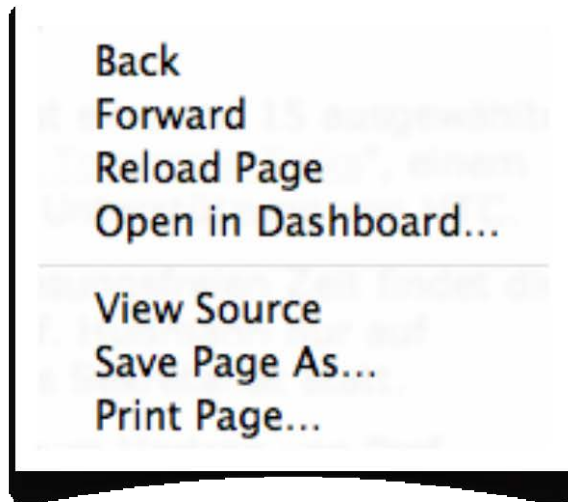 Back
Forward
Reload Page
Open in Dashboard...
View Source
Save Page As...
Print Page...